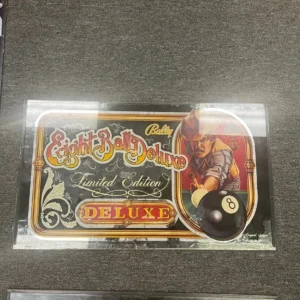 Bally
Eight Ball Deluxe
Limited Edition
DELUXE
8